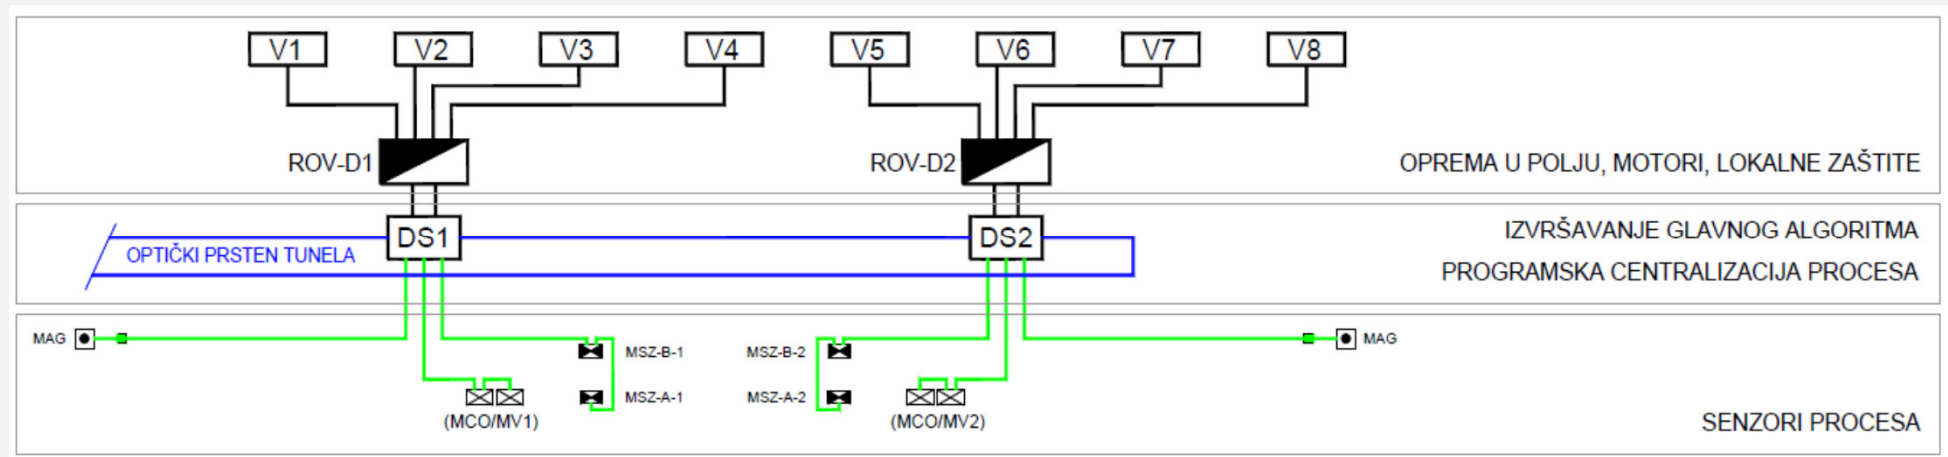 V1 V2 V3 V4 V5 V6 V7 V8
ROV-D1 ROV-D2 OPREMA U POLJU, MOTORI, LOKALNE ZAŠTITE
DS1 DS2 IZVRŠAVANJE GLAVNOG ALGORITMA
OPTIČKI PRSTEN TUNELA PROGRAMSKA CENTRALIZACIJA PROCESA
MAG MSZ-B-1 MSZ-B-2 MAG
MSZ-A-1 MSZ-A-2
(MCO/MV1) (MCO/MV2) SENZORI PROCESA